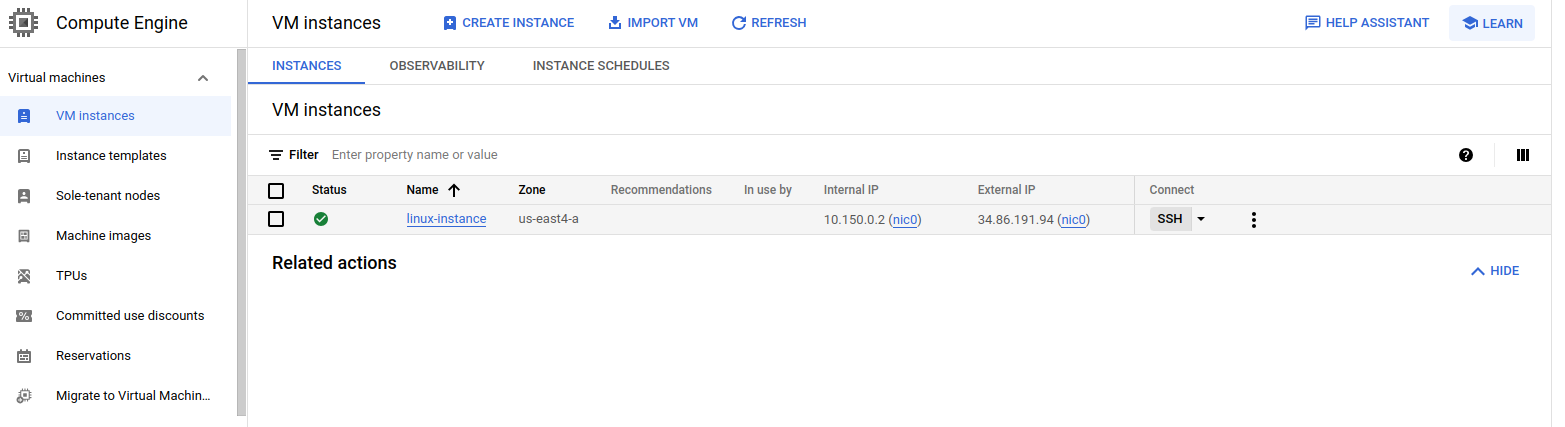 Compute Engine
VM instances
CREATE INSTANCE
IMPORT VM
REFRESH
HELP ASSISTANT
LEARN
Virtual machines
VM instances
Instance templates
Sole-tenant nodes
Machine images
TPUs
Committed use discounts
Reservations
Migrate to Virtual Machin...
INSTANCES
OBSERVABILITY
INSTANCE SCHEDULES
VM instances
Filter Enter property name or value
Status Name Zone Recommendations In use by Internal IP External IP Connect
linux-instance us-east4-a 10.150.0.2 (nic0) 34.86.191.94 (nic0) SSH
Related actions
HIDE